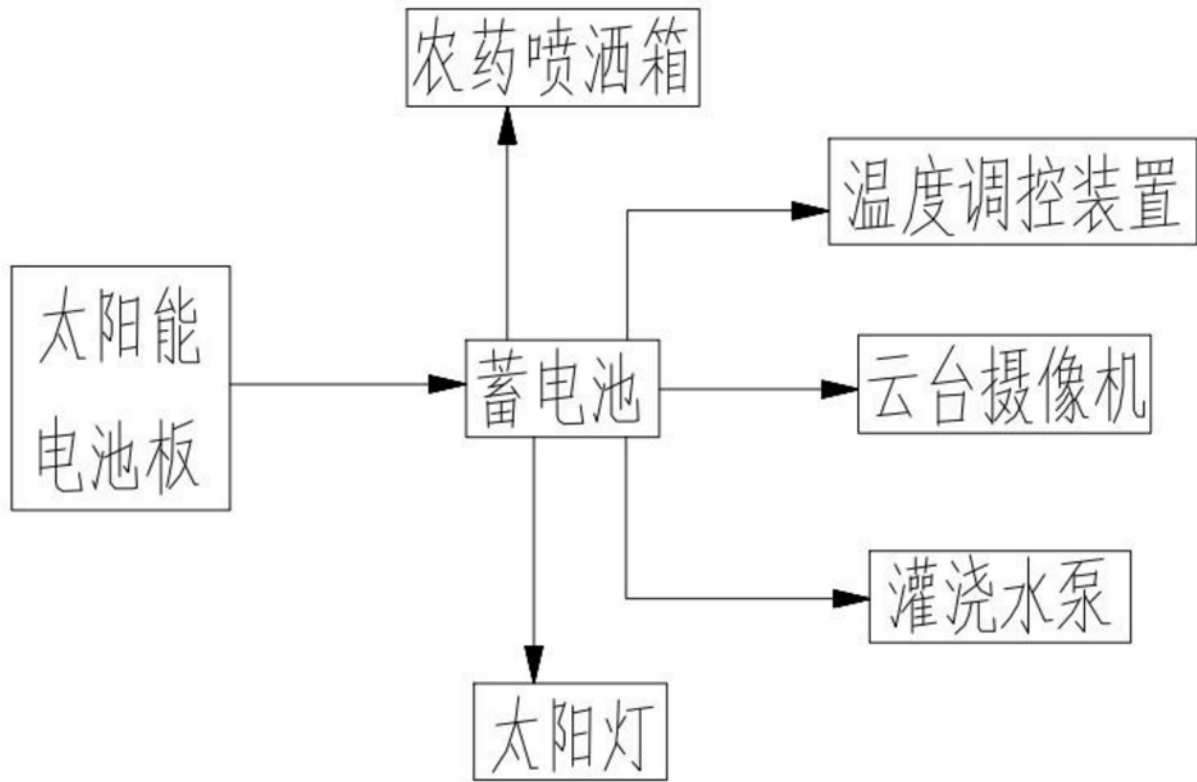 农药喷洒箱
温度调控装置
太阳能
电池板
蓄电池
云台摄像机
灌浇水泵
太阳灯